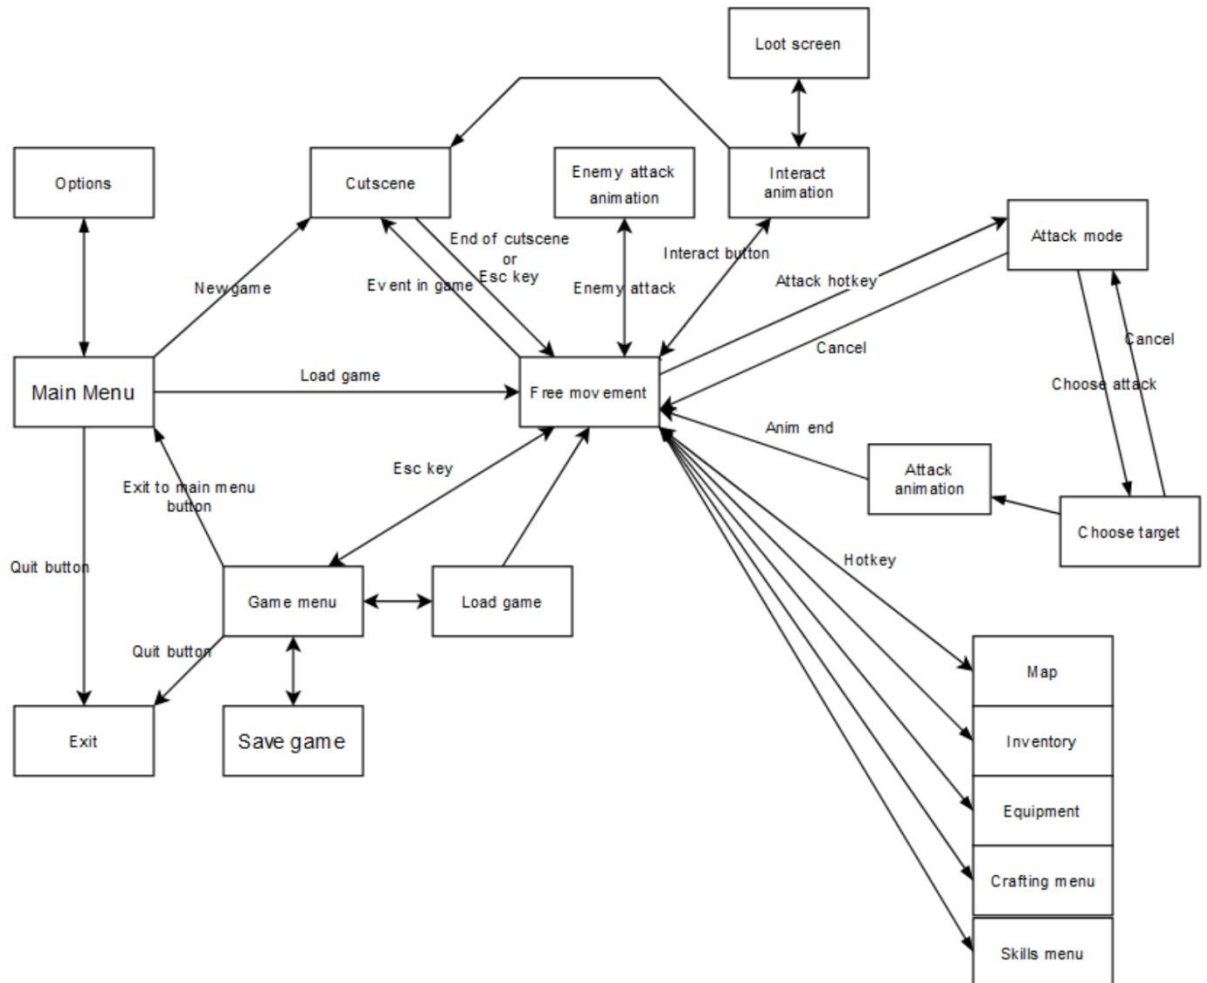 Loot screen
Options
Cutscene
Enemy attack
animation
Interact
animation
Attack mode
End of cutscene
or
Esc key
Interact button
New game
Event in game
Enemy attack
Attack hotkey
Cancel
Cancel
Main Menu
Load game
Free movement
Choose attack
Anim end
Esc key
Attack
animation
Exit to main menu
button
Choose target
Quit button
Hotkey
Game menu
Load game
Quit button
Map
Exit
Save game
Inventory
Equipment
Crafting menu
Skills menu